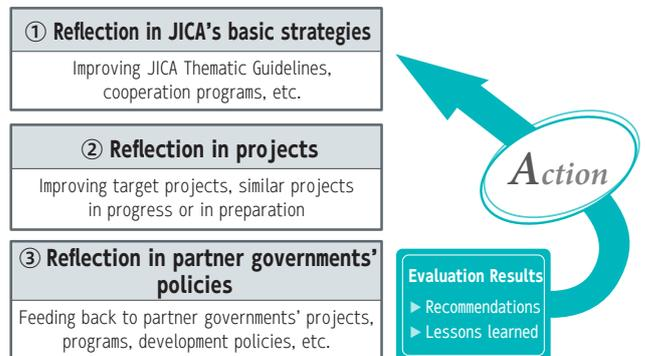 ① Reflection in JICA's basic strategies
Improving JICA Thematic Guidelines,
cooperation programs, etc.
② Reflection in projects
Improving target projects, similar projects
in progress or in preparation
③ Reflection in partner governments'
policies
Feeding back to partner governments' projects,
programs, development policies, etc.
Action
Evaluation Results
▶ Recommendations
▶ Lessons learned